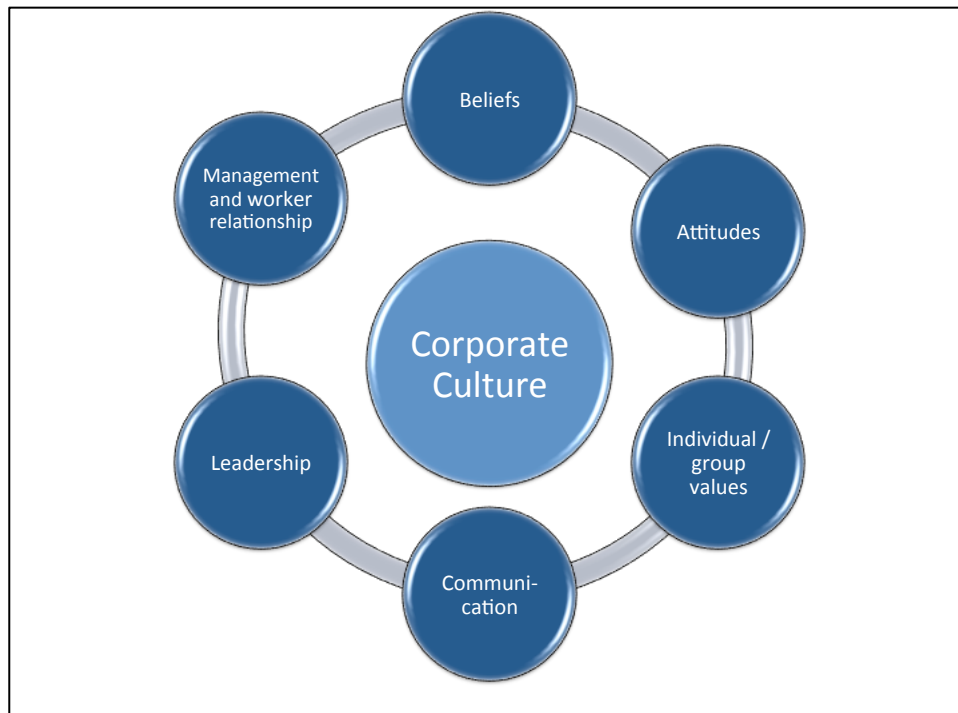 Beliefs
Attitudes
Individual /
group
values
Communi-
cation
Leadership
Management
and worker
relationship
Corporate
Culture